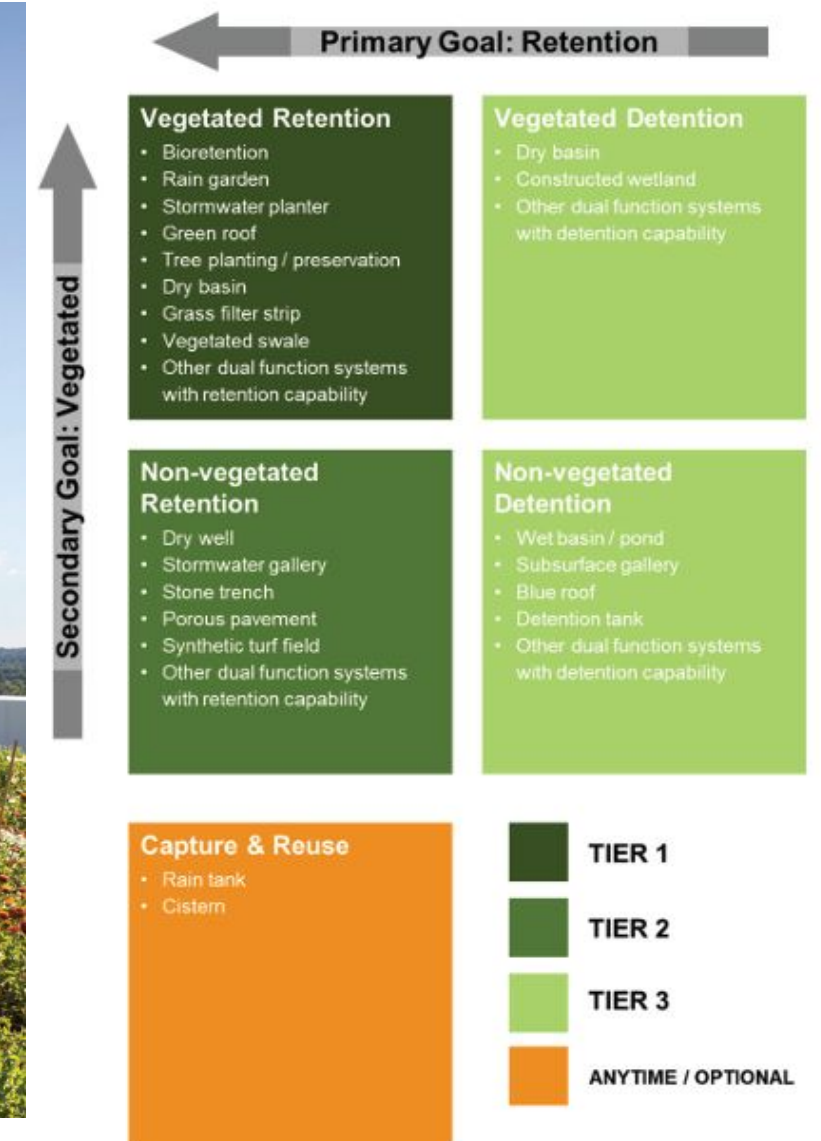 Primary Goal: Retention
Secondary Goal: Vegetated
Vegetated Retention
• Bioretention
• Rain garden
• Stormwater planter
• Green roof
• Tree planting / preservation
• Dry basin
• Grass filter strip
• Vegetated swale
• Other dual function systems
with retention capability
Vegetated Detention
• Dry basin
• Constructed wetland
• Other dual function systems
with detention capability
Non-vegetated
Retention
• Dry well
• Stormwater gallery
• Stone trench
• Porous pavement
• Synthetic turf field
• Other dual function systems
with retention capability
Non-vegetated
Detention
• Wet basin / pond
• Subsurface gallery
• Blue roof
• Detention tank
• Other dual function systems
with detention capability
Capture & Reuse
• Rain tank
• Cistern
TIER 1
TIER 2
TIER 3
ANYTIME / OPTIONAL